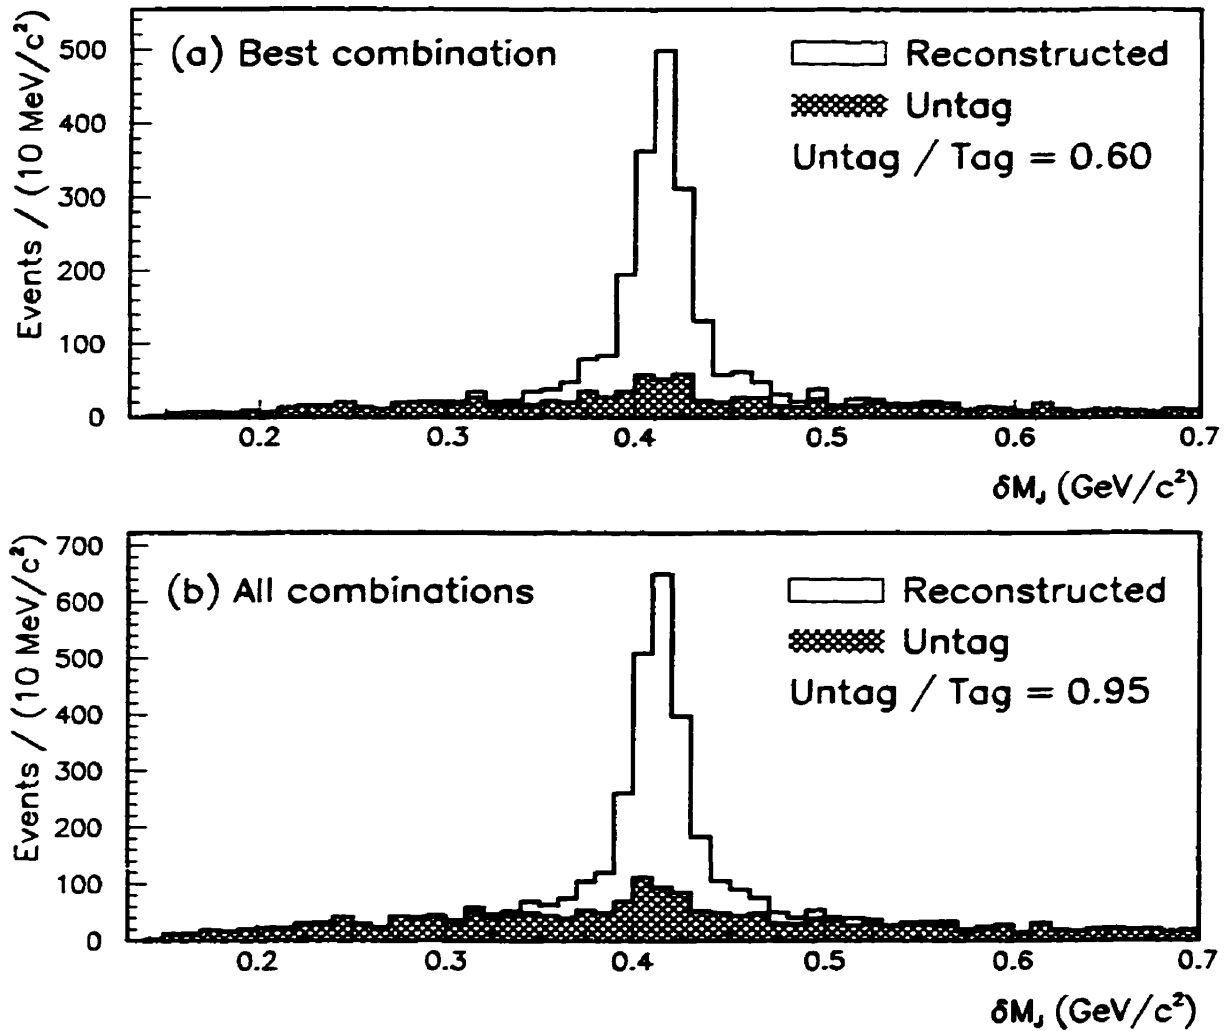 (a) Best combination
Reconstructed
Untag
Untag / Tag = 0.60
Events / (10 MeV/c²)
500
400
300
200
100
0
0.2 0.3 0.4 0.5 0.6 0.7
δM_J (GeV/c²)
(b) All combinations
Reconstructed
Untag
Untag / Tag = 0.95
Events / (10 MeV/c²)
700
600
500
400
300
200
100
0
0.2 0.3 0.4 0.5 0.6 0.7
δM_J (GeV/c²)